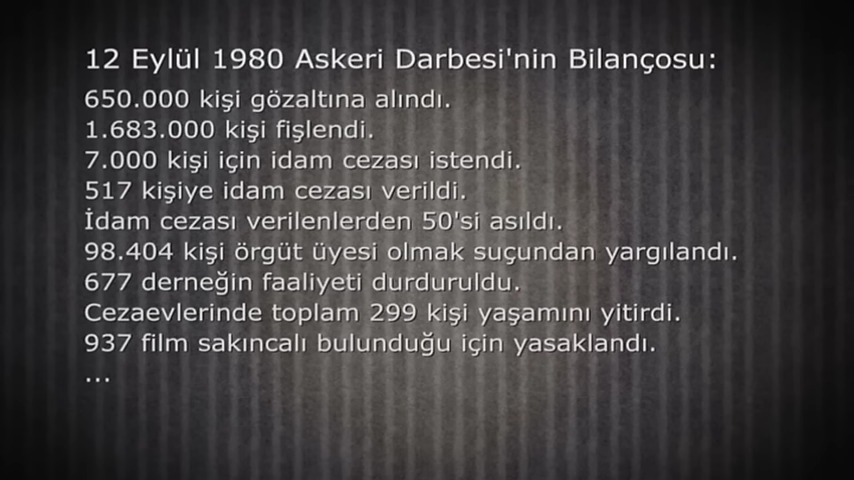 12 Eylül 1980 Askeri Darbesi'nin Bilançosu:
650.000 kişi gözaltına alındı.
1.683.000 kişi fişlendi.
7.000 kişi için idam cezası istendi.
517 kişiye idam cezası verildi.
İdam cezası verilenlerden 50'si asıldı.
98.404 kişi örgüt üyesi olmak suçundan yargılandı.
677 derneğin faaliyeti durduruldu.
Cezaevlerinde toplam 299 kişi yaşamını yitirdi.
937 film sakıncalı bulunduğu için yasaklandı.
...